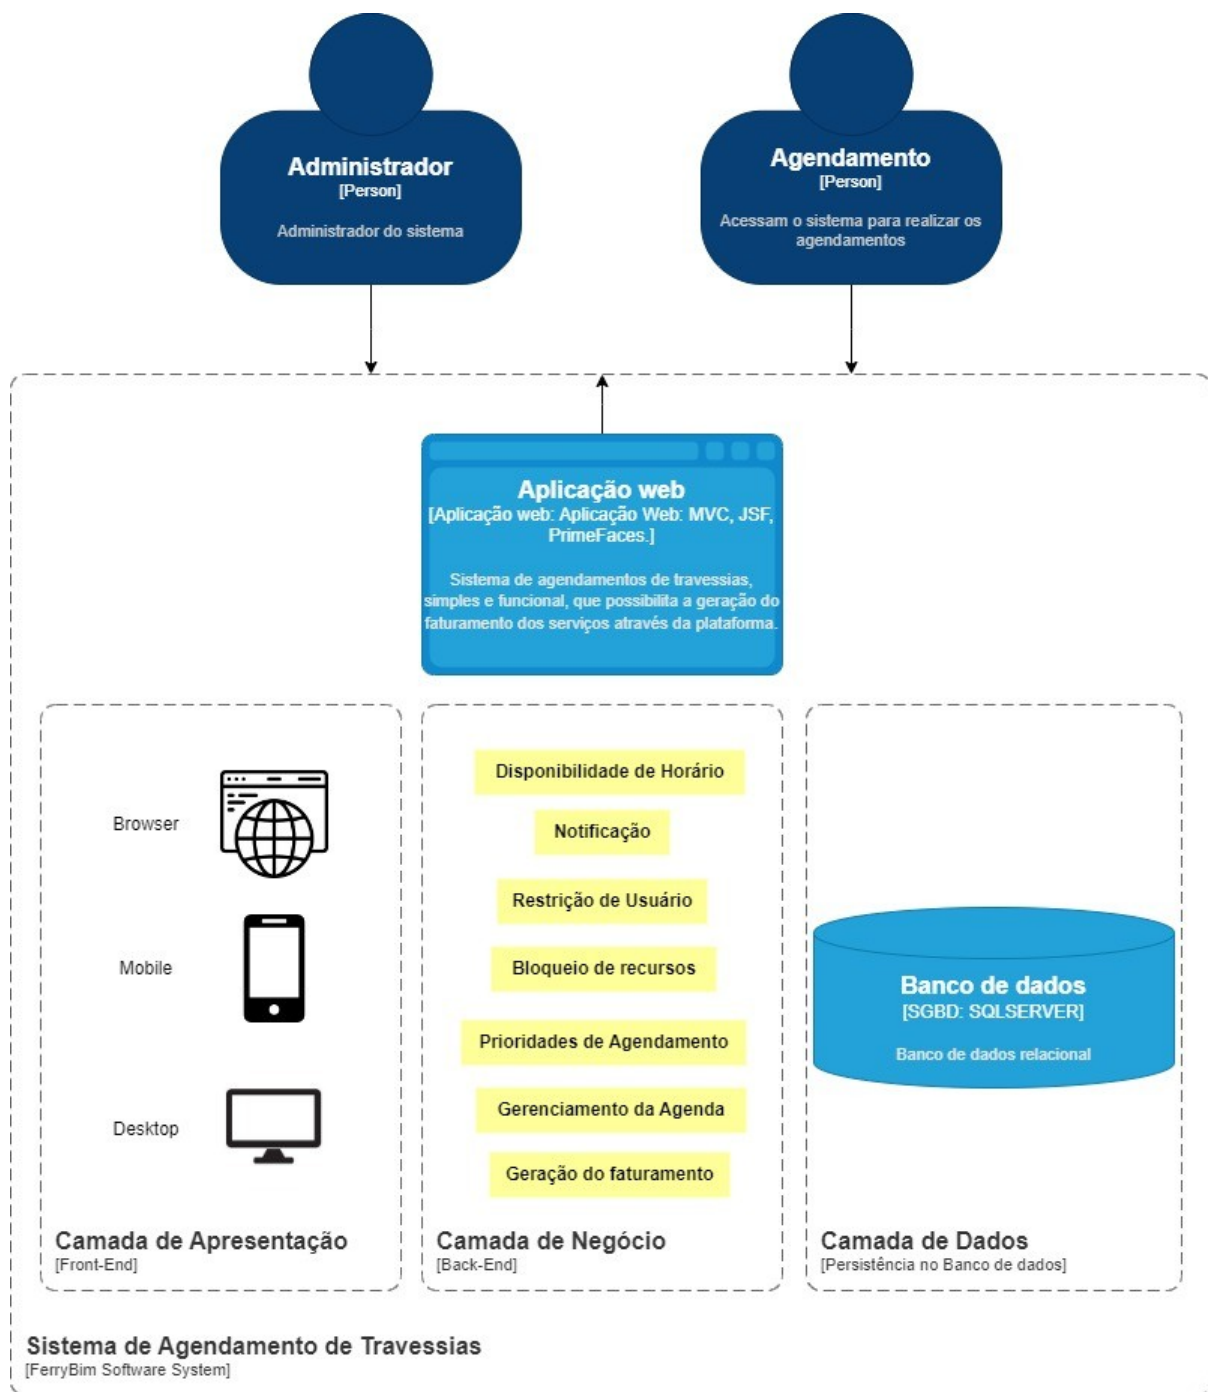 Administrador
[Person]
Administrador do sistema
Agendamento
[Person]
Acessam o sistema para realizar os
agendamentos
Aplicação web
[Aplicação web: Aplicação Web: MVC, JSF,
PrimeFaces.]
Sistema de agendamentos de travessias,
simples e funcional, que possibilita a geração do
faturamento dos serviços através da plataforma.
Browser
Mobile
Desktop
Camada de Apresentação
[Front-End]
Disponibilidade de Horário
Notificação
Restrição de Usuário
Bloqueio de recursos
Prioridades de Agendamento
Gerenciamento da Agenda
Geração do faturamento
Camada de Negócio
[Back-End]
Banco de dados
[SGBD: SQLSERVER]
Banco de dados relacional
Camada de Dados
[Persistência no Banco de dados]
Sistema de Agendamento de Travessias
[FerryBim Software System]